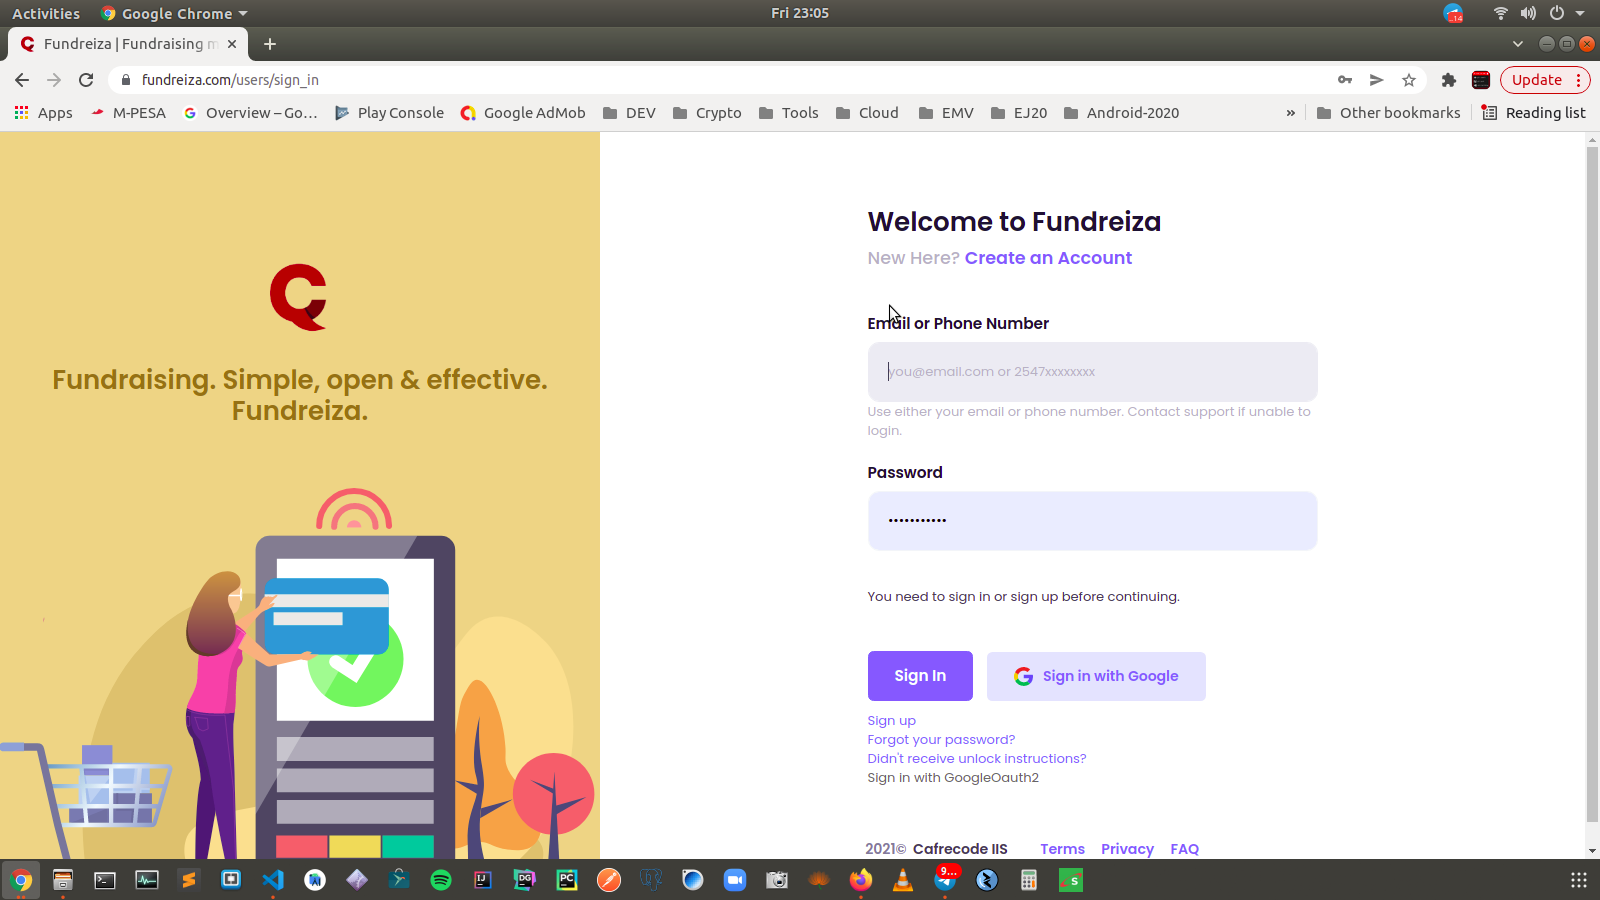 Activities Google Chrome Fri 23:05 14
Fundreiza | Fundraising m
fundreiza.com/users/sign_in Update
Apps M-PESA Overview – Go... Play Console Google AdMob DEV Crypto Tools Cloud EMV EJ20 Android-2020 » Other bookmarks Reading list
Fundraising. Simple, open & effective.
Fundreiza.
Welcome to Fundreiza
New Here? Create an Account
Email or Phone Number
you@email.com or 2547xxxxxxxx
Use either your email or phone number. Contact support if unable to
login.
Password
•••••••••••
You need to sign in or sign up before continuing.
Sign In Sign in with Google
Sign up
Forgot your password?
Didn't receive unlock instructions?
Sign in with GoogleOauth2
2021© Cafrecode IIS Terms Privacy FAQ
IJ DG PC 9... S